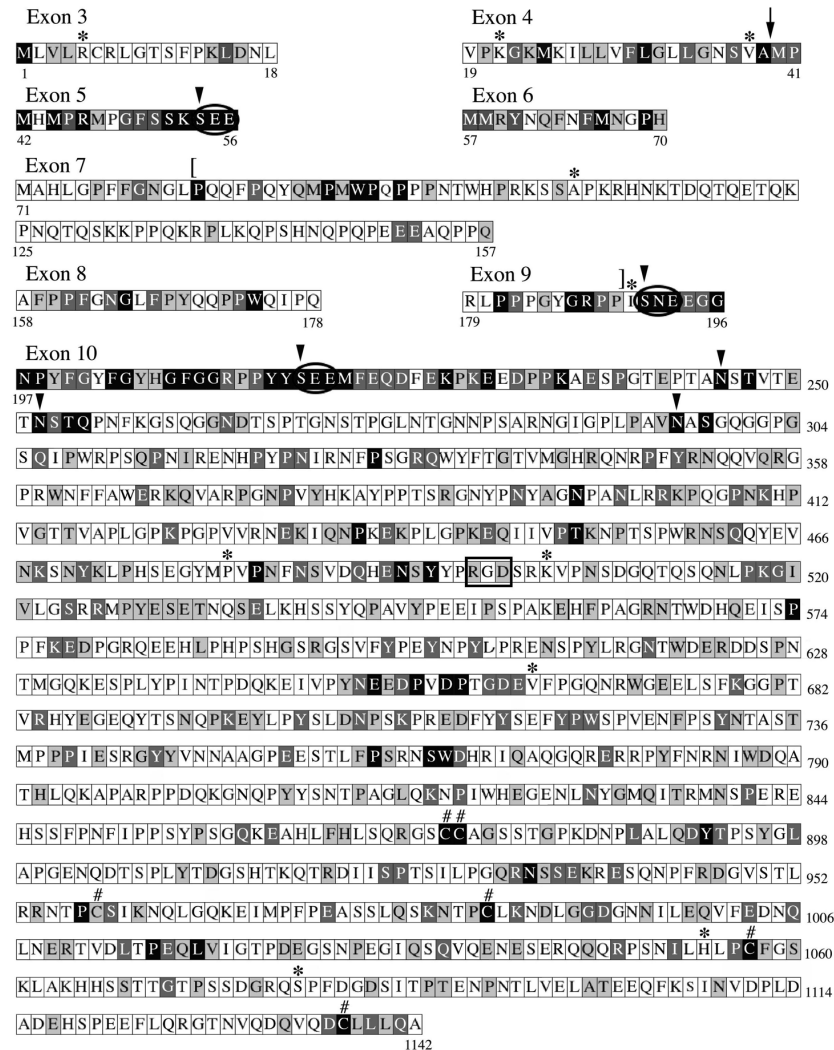 Exon 3
*
MLVLRCRLGTSFPKLDNL
1 18
Exon 4
* *
VPKGKMKILLVFLGLLGNSVAMP
19 41
Exon 5
MHMPRMPGFSSKSEE
42 56
Exon 6
MMRYNQFNFMNGPH
57 70
Exon 7
[ *
MAHLGPFFGNGLPQQFPQYQMPMWPQPPPNTWHPRKSSAPKRHNKTDQTQETQK
71
PNQTQSKKPPQKRPLKQPSHNQPQPEEEAQPPQ
125 157
Exon 8
AFPPFGNGLFPYQQPPWQIPQ
158 178
Exon 9
] *
RLPPPGYGRPPISNEEGG
179 196
Exon 10
NPYFGYFGYHGFGGRPPYYSEEMFEQDFEKPKEEDPPKAESPGTEPTANSTVTE 250
197
TNSTQPNFKGSQGGNDTSPTGNSTPGLNTGNNPSARNGIGPLPAVNASGQGGPG 304
SQIPWRPSQPNIRENHPYPNIRNFPSGRQWYFTGTVMGHRQNRPFYRNQQVQRG 358
PRWNFFAWERKQVARPGNPVYHKAYPPTSRGNYPNYAGNPANLRRKPQGPNKHP 412
VGTTVAPLGPKPGPVVRNEKIQNPKEKPLGPKEQIIVPTKNPTSPWRNSQQYEV 466
* *
NKSNYKLPHSEGYMPVPNFNSVDQHENSYYPRGDSRKVPNSDGQTQSQNLPKGI 520
VLGSRRMPYESETNQSELKHSSYQPAVYPEEIPSPAKEHFPAGRNTWDHQEISP 574
PFKEDPGRQEEHLPHPSHGSRGSVFYPEYNPYLPRENSPYLRGNTWDERDDSPN 628
*
TMGQKESPLYPINTPDQKEIVPYNEEDPVDPTGDEVFPGQNRWGEELSFKGGPT 682
VRHYEGEQYTSNQPKEYLPYSLDNPSKPREDFYYSEFYPWSPVENFPSYNTAST 736
MPPPIESRGYYVNNAAGPEESTLFPSRNSWDHRIQAQGQRERRPYFNRNIWDQA 790
THLQKAPARPPDQKGNQPYYSNTPAGLQKNPIWHEGENLNYGMQITRMNSPERE 844
# #
HSSFPNFIPPSYPSGQKEAHLFHLSQRGSCCAGSSTGPKDNPLALQDYTPSYGL 898
APGENQDTSPLYTDGSHTKQTRDIISPTSILPGQRNSSEKRESQNPFRDGVSTL 952
# #
RRNTPCSIKNQLGQKEIMPFPEASSLQSKNTPCLKNDLGGDGNNILEQVFEDNQ 1006
* #
LNERTVDLTPEQLVIGTPDEGSNPEGIQSQVQENESERQQQRPSNILHLPCFGS 1060
*
KLAKHHSSTTGTPSSDGRQSPFDGDSITPTENPNTLVELATEEQFKSINVDPLD 1114
#
ADEHSPEEFLQRGTNVQDQVQDCLLLQA
1142